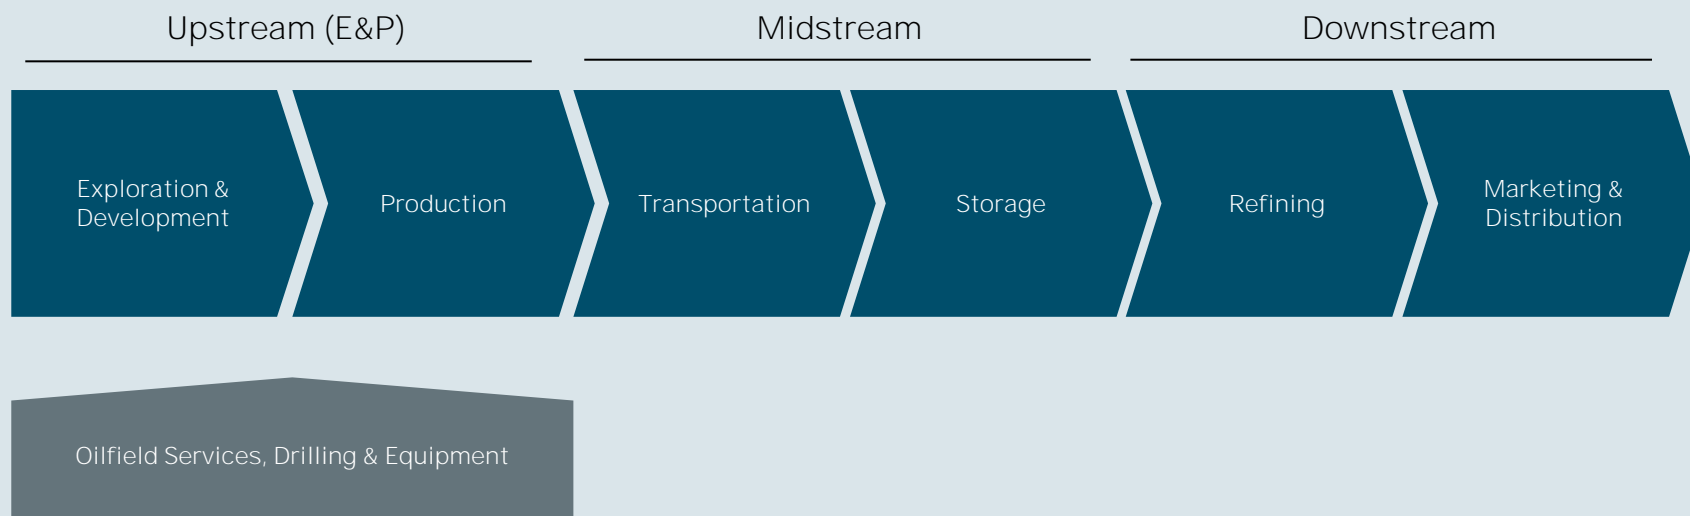 Upstream (E&P)
Midstream
Downstream
Exploration &
Development
Production
Transportation
Storage
Refining
Marketing &
Distribution
Oilfield Services, Drilling & Equipment